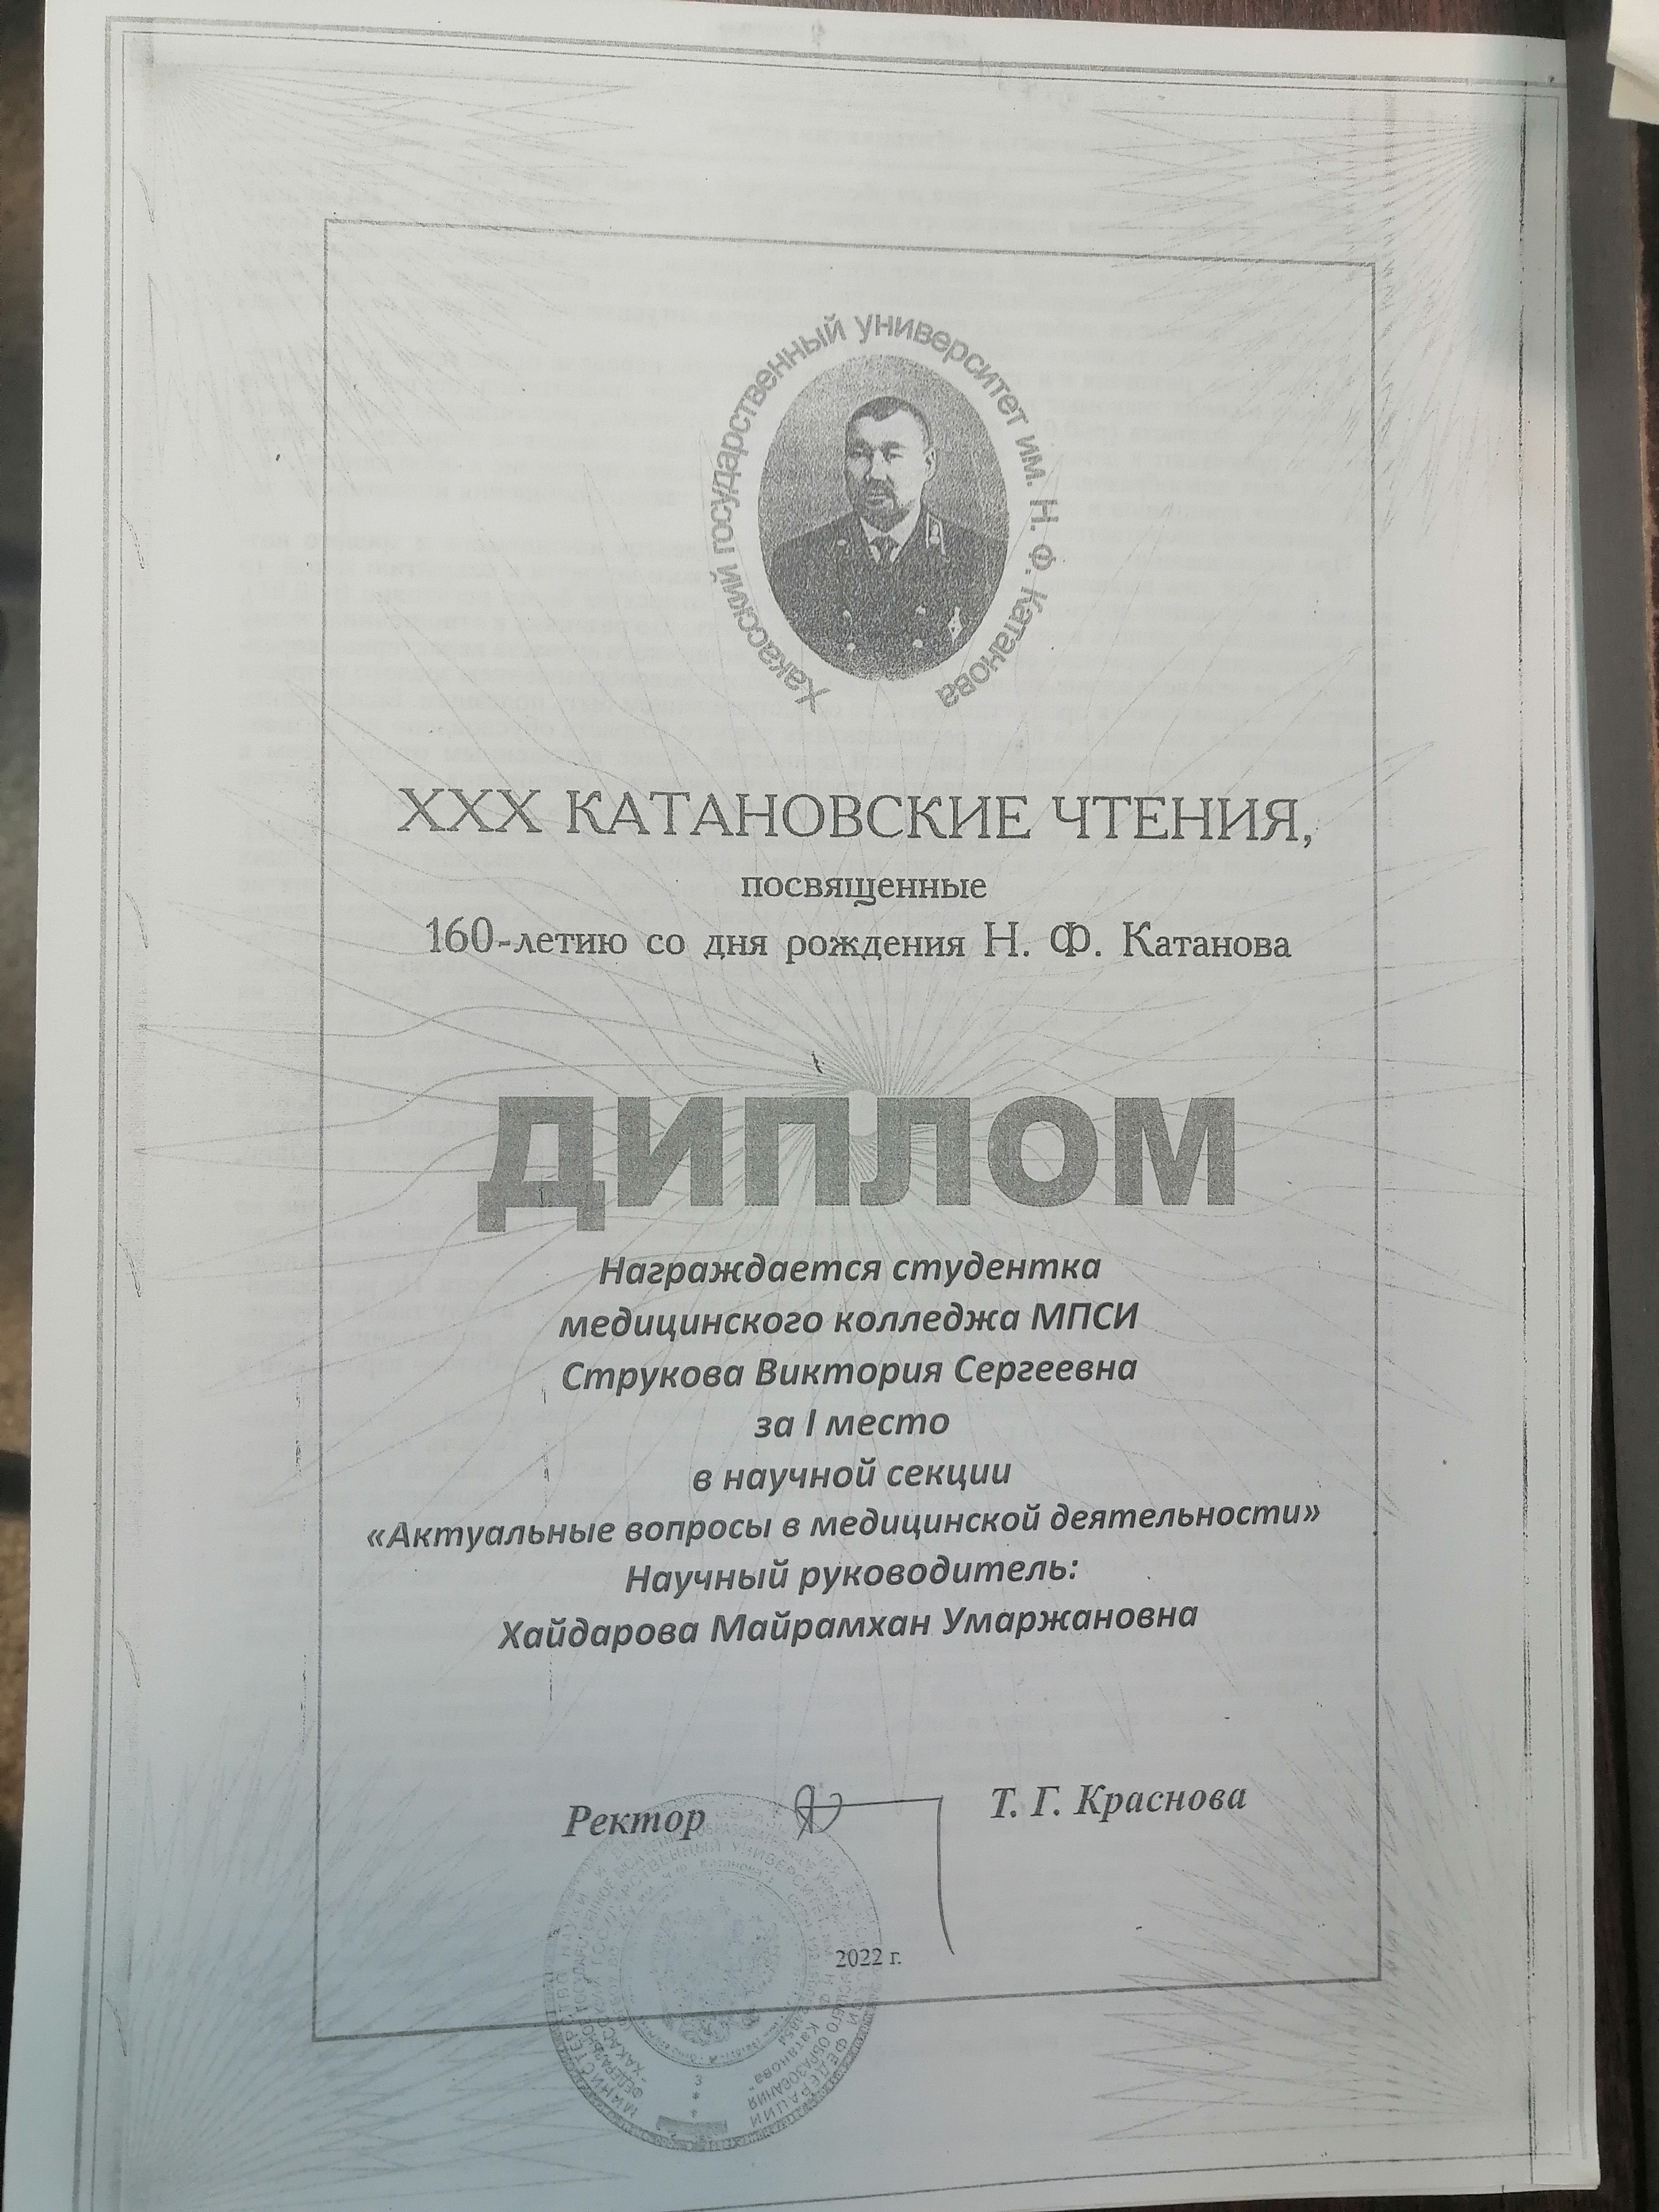 Хакасский государственный университет им. Н. Ф. Катанова
XXX КАТАНОВСКИЕ ЧТЕНИЯ,
посвященные
160-летию со дня рождения Н. Ф. Катанова
ДИПЛОМ
Награждается студентка
медицинского колледжа МПСИ
Струкова Виктория Сергеевна
за I место
в научной секции
«Актуальные вопросы в медицинской деятельности»
Научный руководитель:
Хайдарова Майрамхан Умаржановна
Ректор Т. Г. Краснова
2022 г.